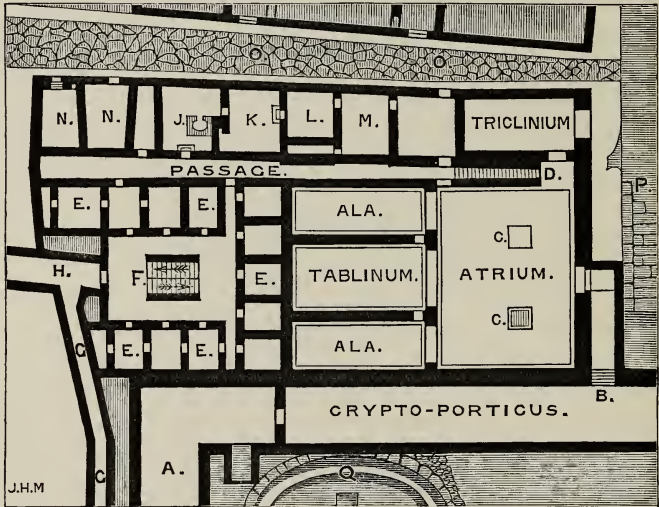 O. O.
N. N. J. K. L. M. TRICLINIUM
PASSAGE. D. P.
E. E. ALA. C.
H. F. E. TABLINUM. ATRIUM.
C.
G E. E. ALA.
B.
CRYPTO-PORTICUS.
A.
G Q
J.H.M